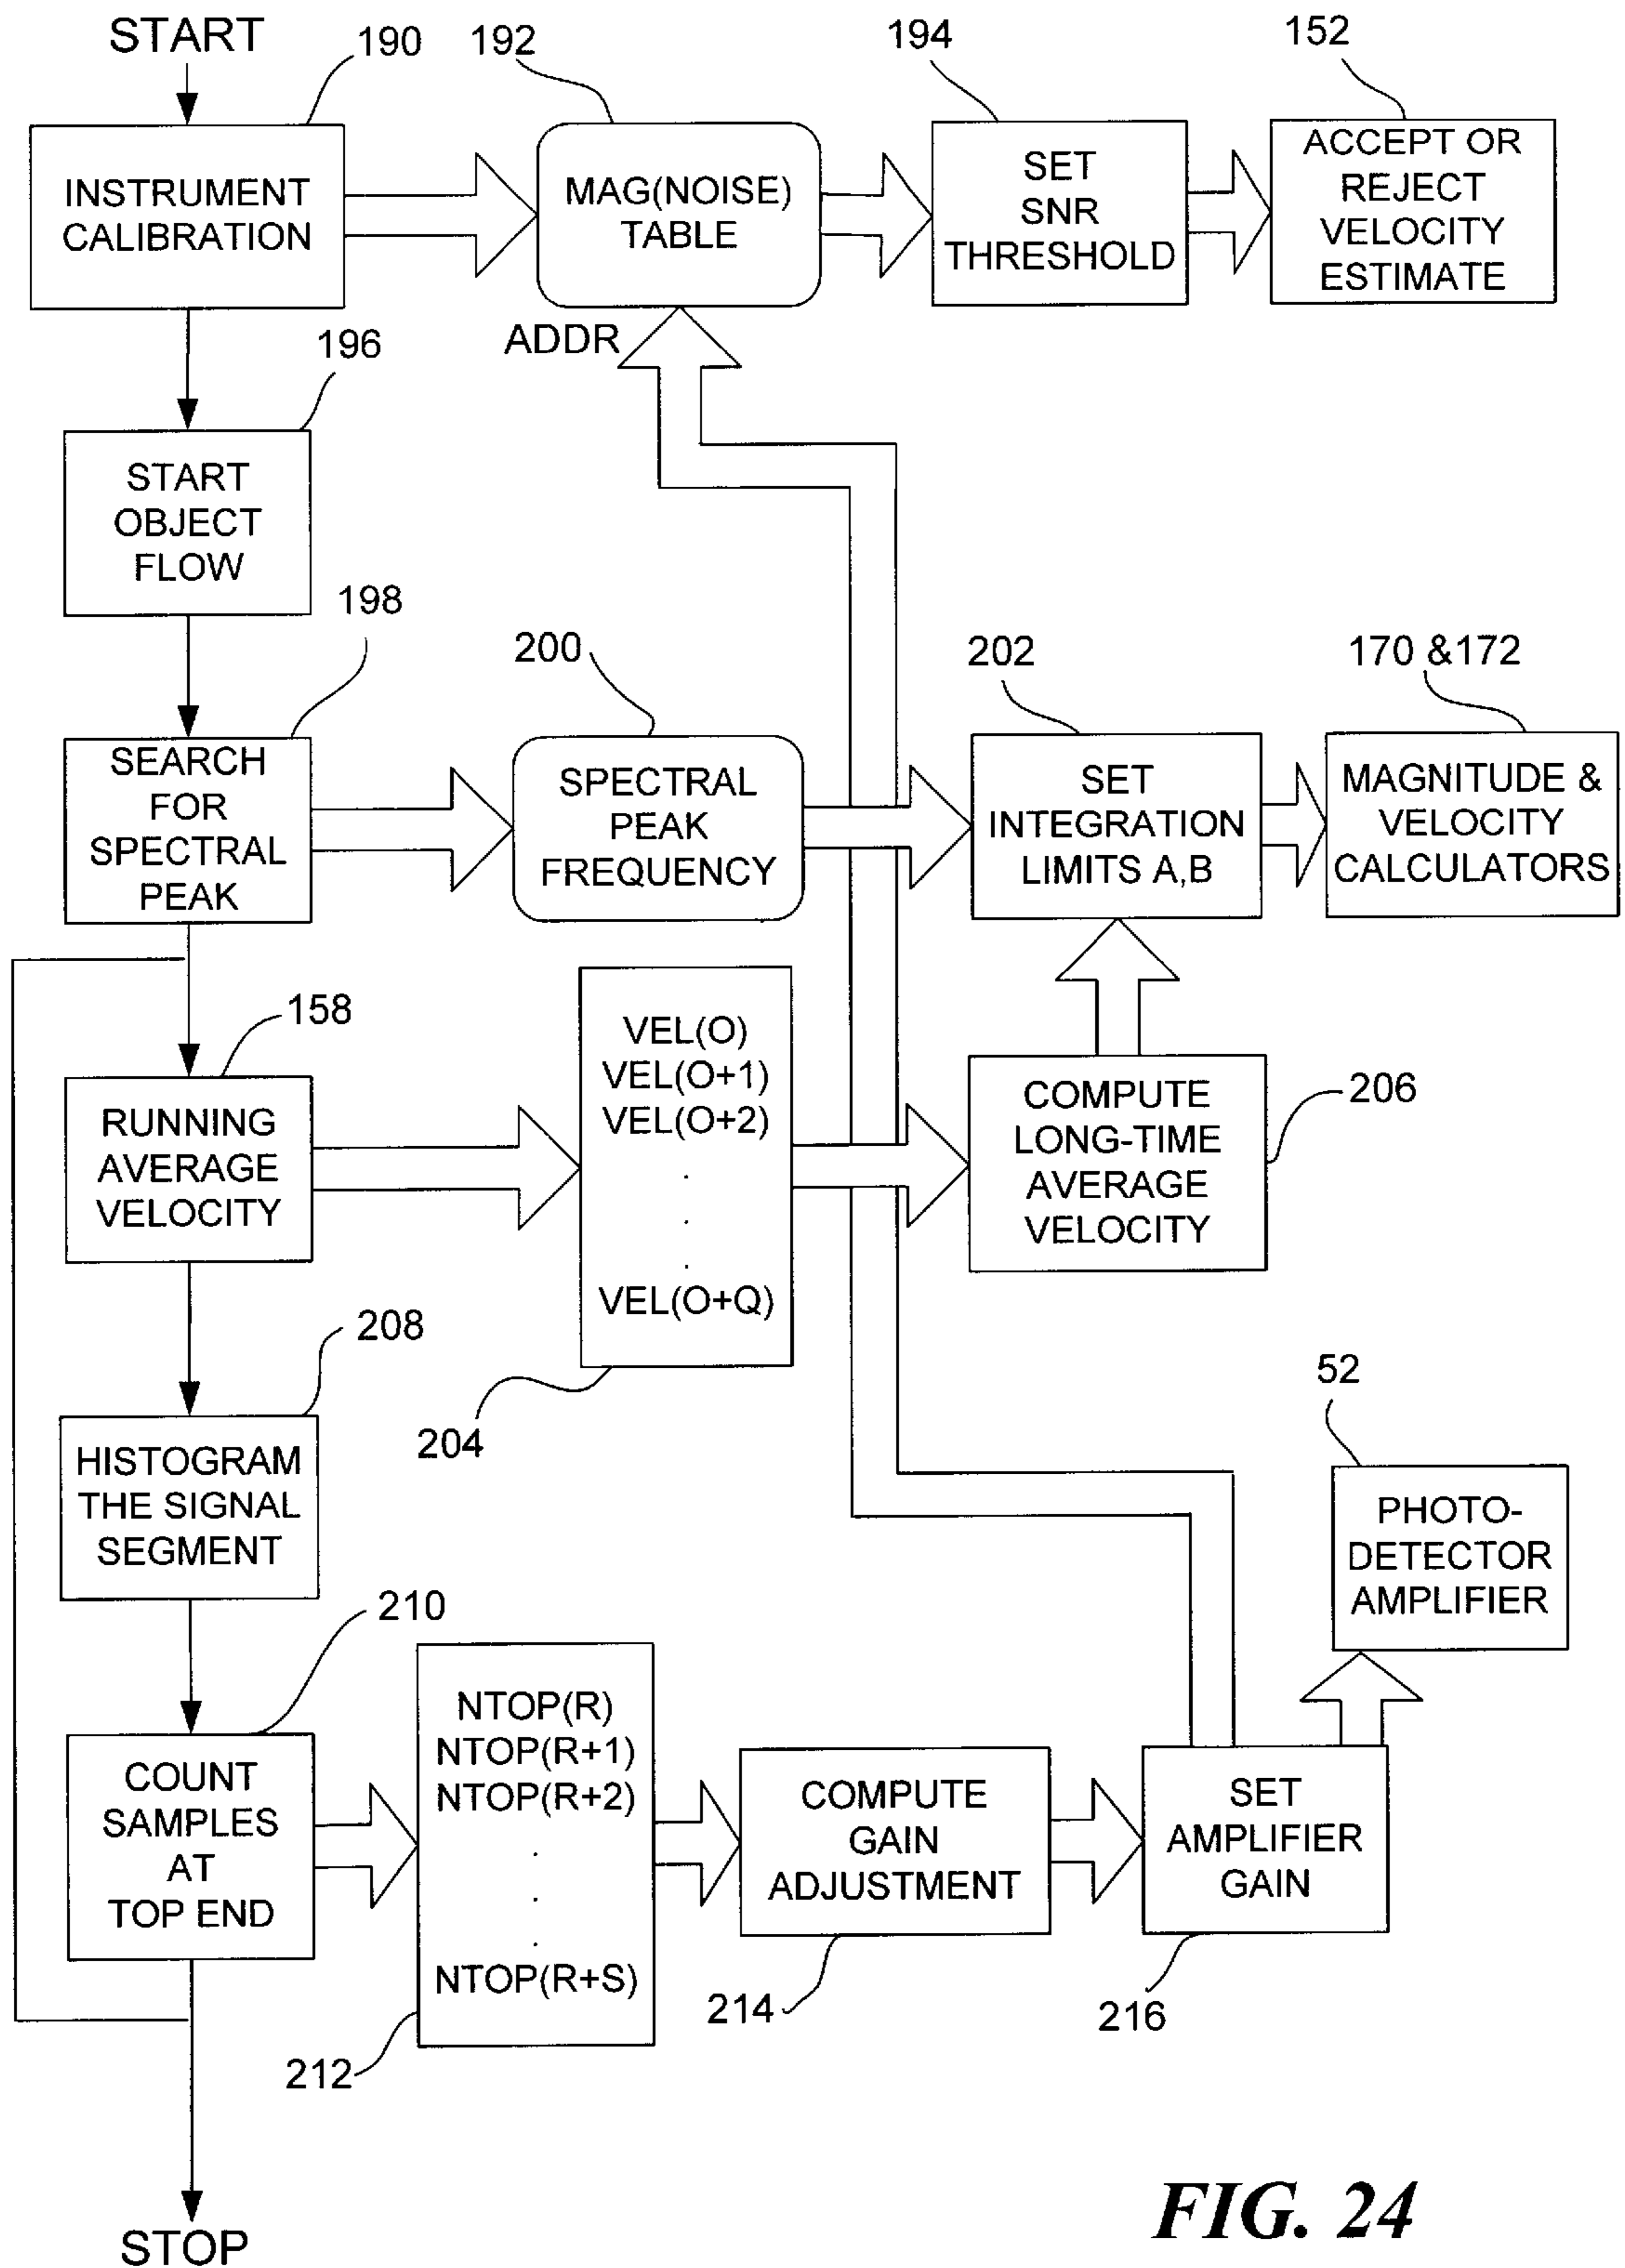 START
190
192
194
152
INSTRUMENT
CALIBRATION
MAG(NOISE)
TABLE
SET
SNR
THRESHOLD
ACCEPT OR
REJECT
VELOCITY
ESTIMATE
ADDR
196
START
OBJECT
FLOW
198
200
202
170 &172
SEARCH
FOR
SPECTRAL
PEAK
SPECTRAL
PEAK
FREQUENCY
SET
INTEGRATION
LIMITS A,B
MAGNITUDE &
VELOCITY
CALCULATORS
158
RUNNING
AVERAGE
VELOCITY
VEL(O)
VEL(O+1)
VEL(O+2)
.
.
.
VEL(O+Q)
204
COMPUTE
LONG-TIME
AVERAGE
VELOCITY
206
208
HISTOGRAM
THE SIGNAL
SEGMENT
52
PHOTO-
DETECTOR
AMPLIFIER
210
COUNT
SAMPLES
AT
TOP END
NTOP(R)
NTOP(R+1)
NTOP(R+2)
.
.
.
NTOP(R+S)
212
COMPUTE
GAIN
ADJUSTMENT
214
SET
AMPLIFIER
GAIN
216
STOP
FIG. 24